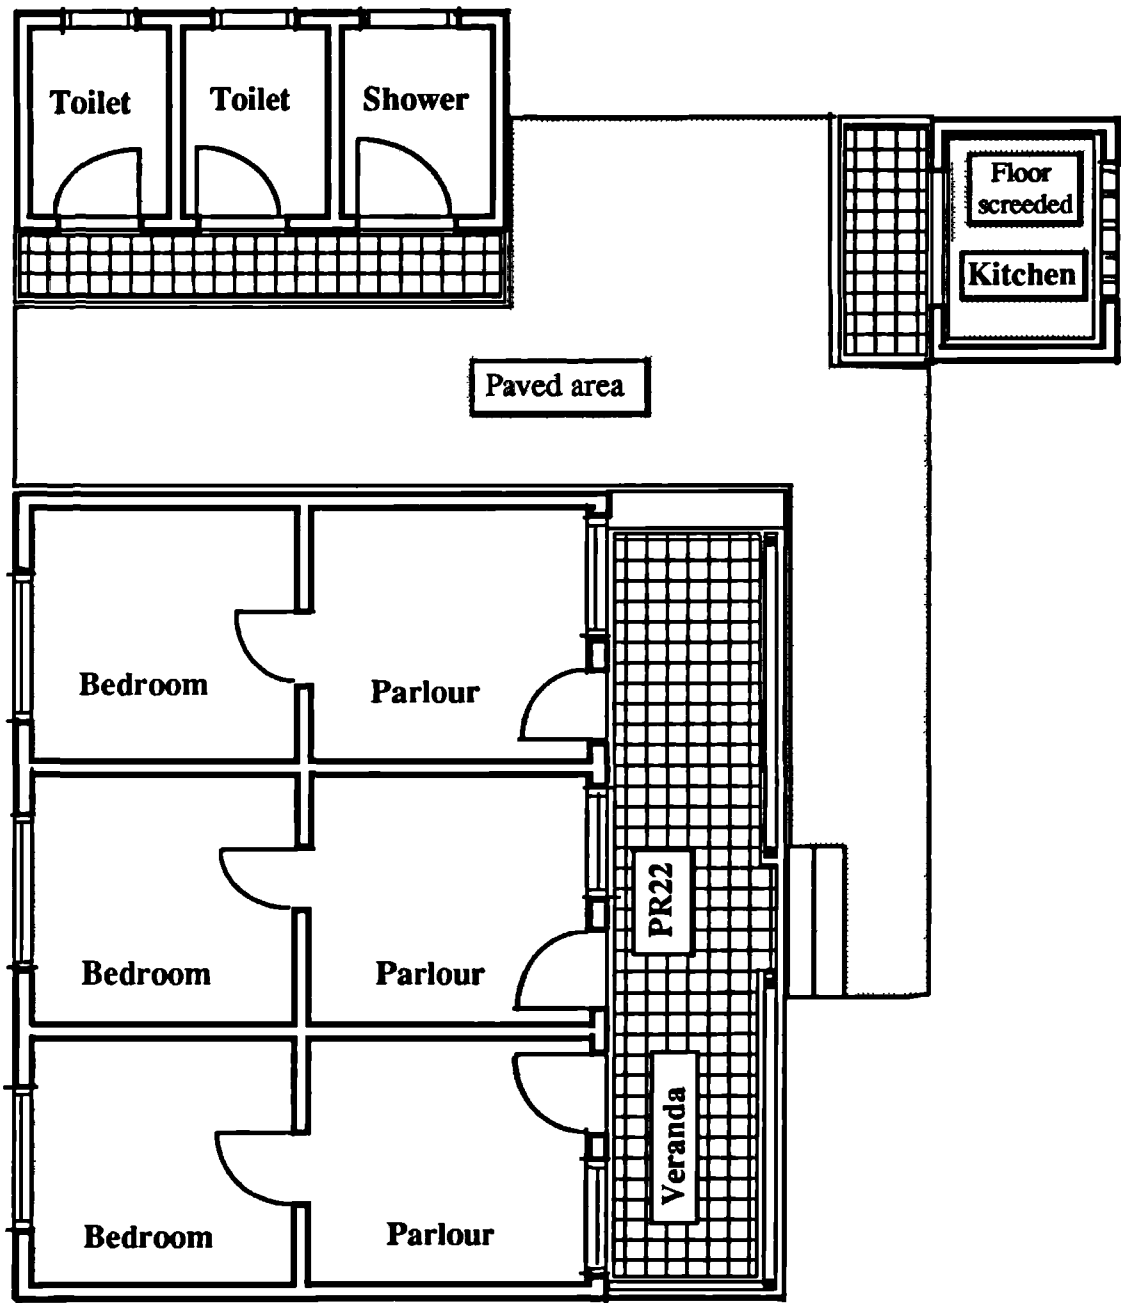 Toilet
Toilet
Shower
Floor
screeded
Kitchen
Paved area
Bedroom
Parlour
PR22
Bedroom
Parlour
Veranda
Bedroom
Parlour